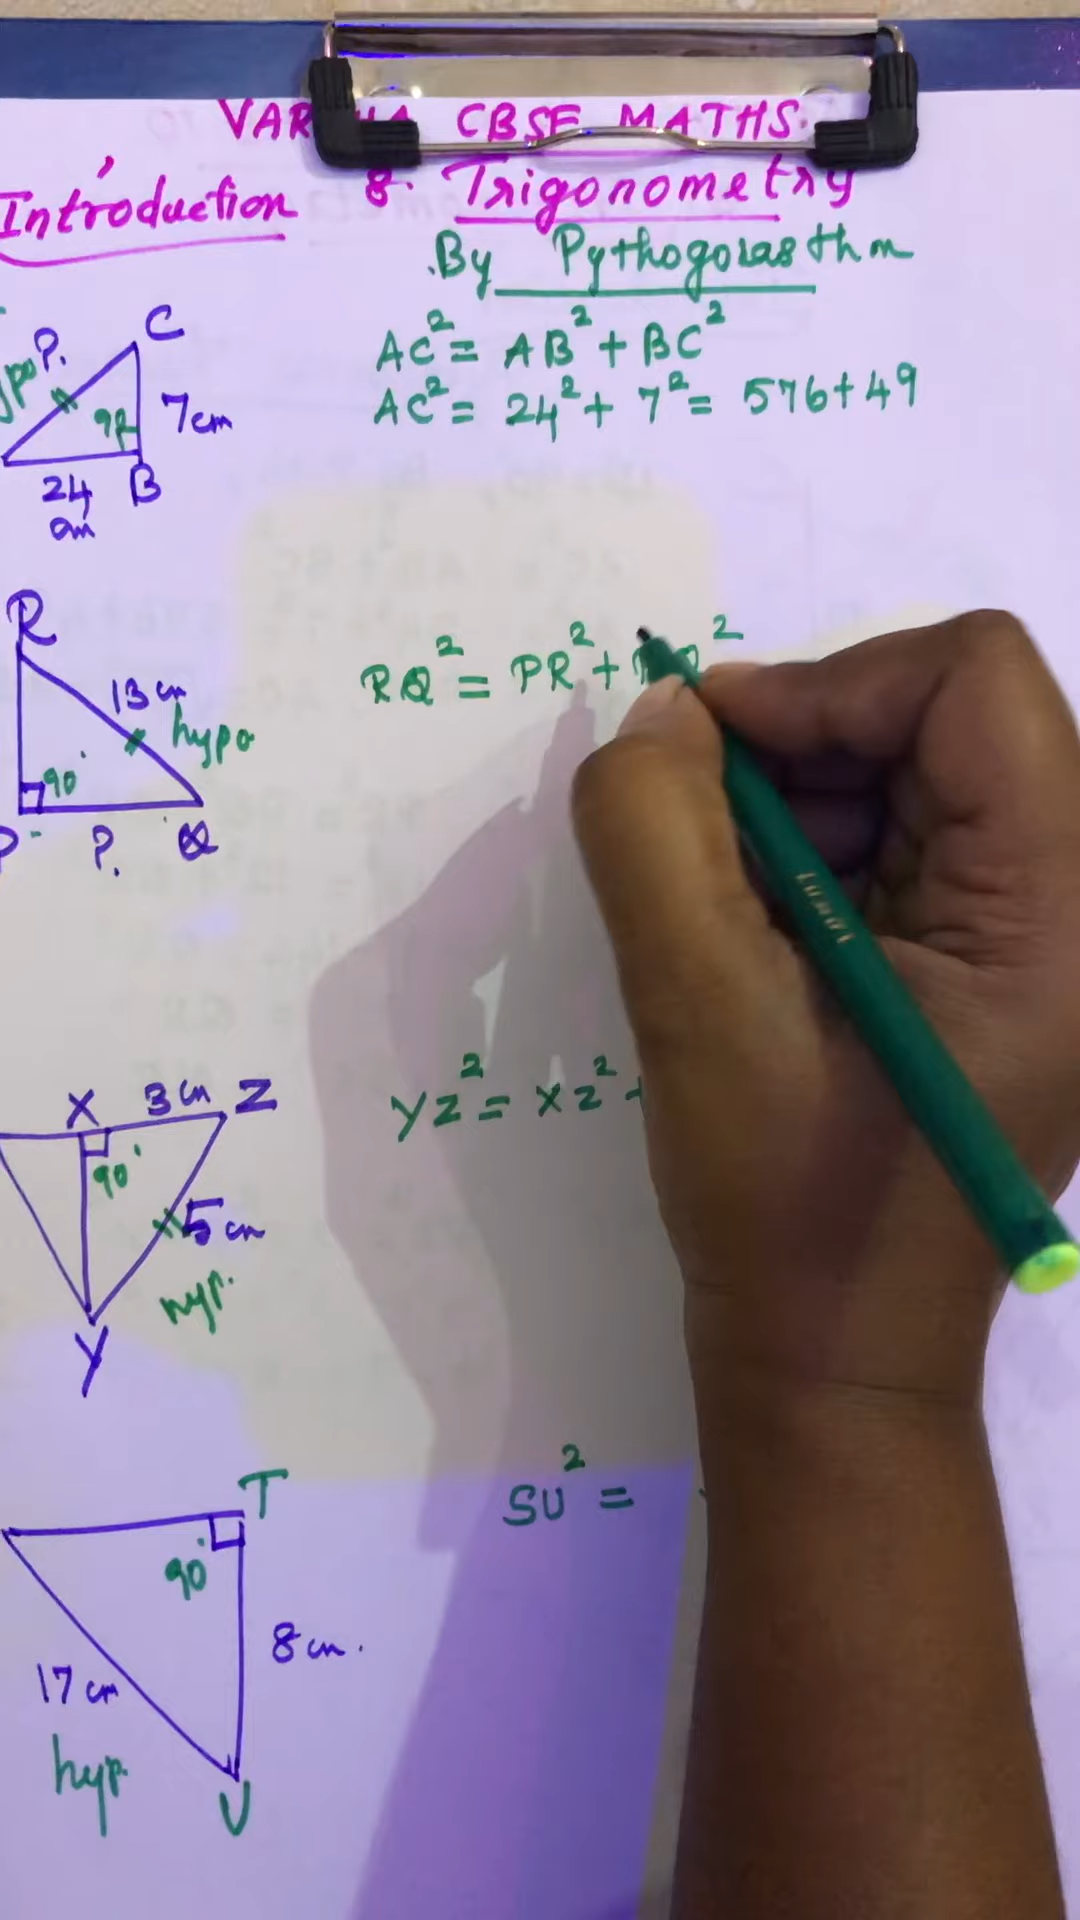 CBSE MATHS.
Introduction 8. Trigonometry
By Pythogorasthm
C
P.
AC² = AB² + BC²
7cm
90°
AC² = 24² + 7² = 576+49
24 B
cm
R
RQ² = PR² +
13cm
hypo
90°
P P. Q
X 3cm Z
YZ² = XZ² +
90°
5cm
hyp.
Y
T
SU² =
90°
8cm.
17cm
hyp.
U